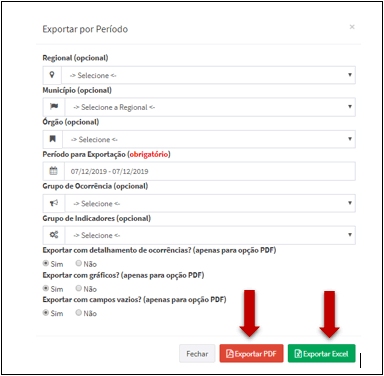 Exportar por Período
×
Regional (opcional)
-> Selecione <-
Município (opcional)
-> Selecione a Regional <-
Órgão (opcional)
-> Selecione <-
Período para Exportação (obrigatório)
07/12/2019 - 07/12/2019
Grupo de Ocorrência (opcional)
-> Selecione <-
Grupo de Indicadores (opcional)
-> Selecione <-
Exportar com detalhamento de ocorrências? (apenas para opção PDF)
Sim Não
Exportar com gráficos? (apenas para opção PDF)
Sim Não
Exportar com campos vazios? (apenas para opção PDF)
Sim Não
Fechar Exportar PDF Exportar Excel